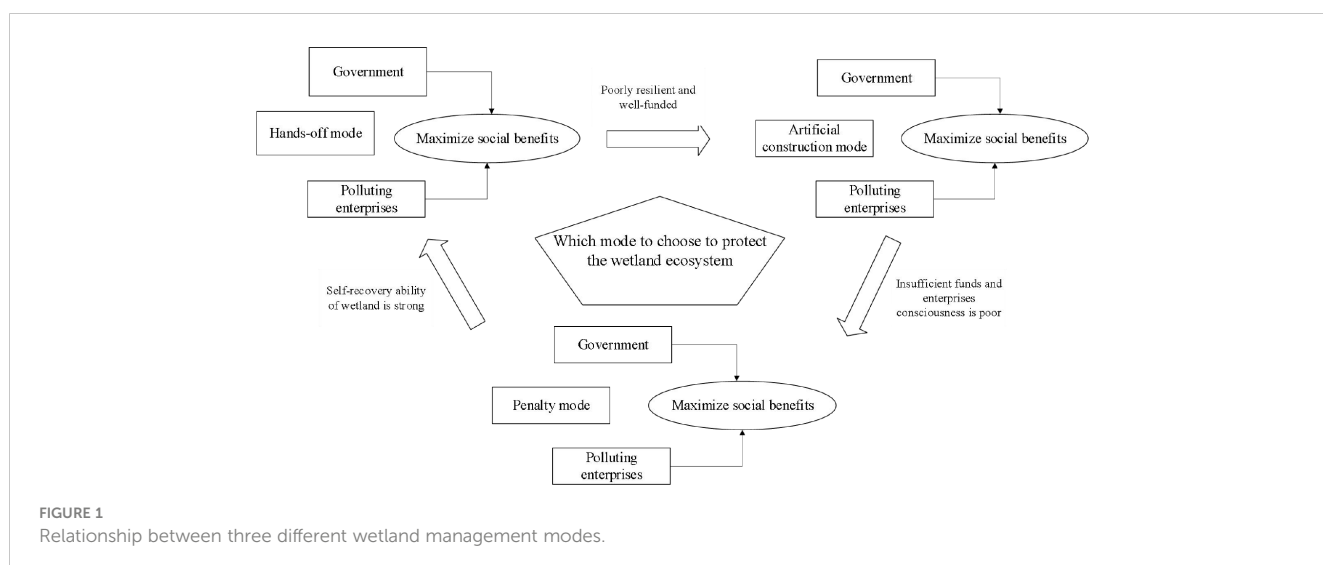 Government
Hands-off mode
Maximize social benefits
Polluting
enterprises
Poorly resilient and
well-funded
Government
Artificial
construction mode
Maximize social benefits
Polluting
enterprises
Which mode to choose to protect
the wetland ecosystem
Self-recovery ability
of wetland is strong
Insufficient funds and
enterprises
consciousness is poor
Government
Penalty mode
Maximize social benefits
Polluting
enterprises
FIGURE 1
Relationship between three different wetland management modes.